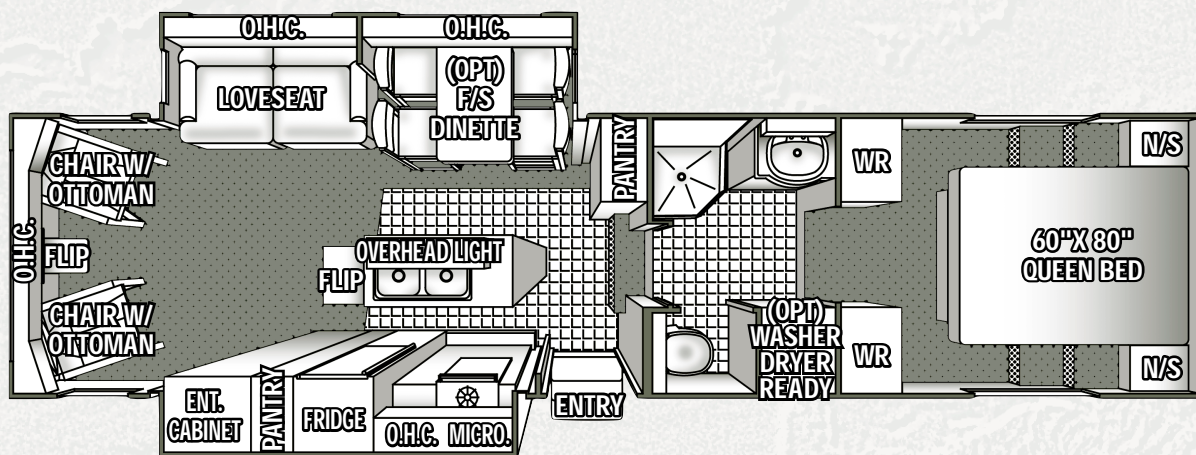 O.H.C.
O.H.C.
LOVESEAT
(OPT)
F/S
DINETTE
PANTRY
CHAIR W/
OTTOMAN
O.H.C.
FLIP
CHAIR W/
OTTOMAN
OVERHEAD LIGHT
FLIP
WR
N/S
60"X 80"
QUEEN BED
(OPT)
WASHER
DRYER
READY
WR
N/S
ENT.
CABINET
PANTRY
FRIDGE
O.H.C. MICRO.
ENTRY